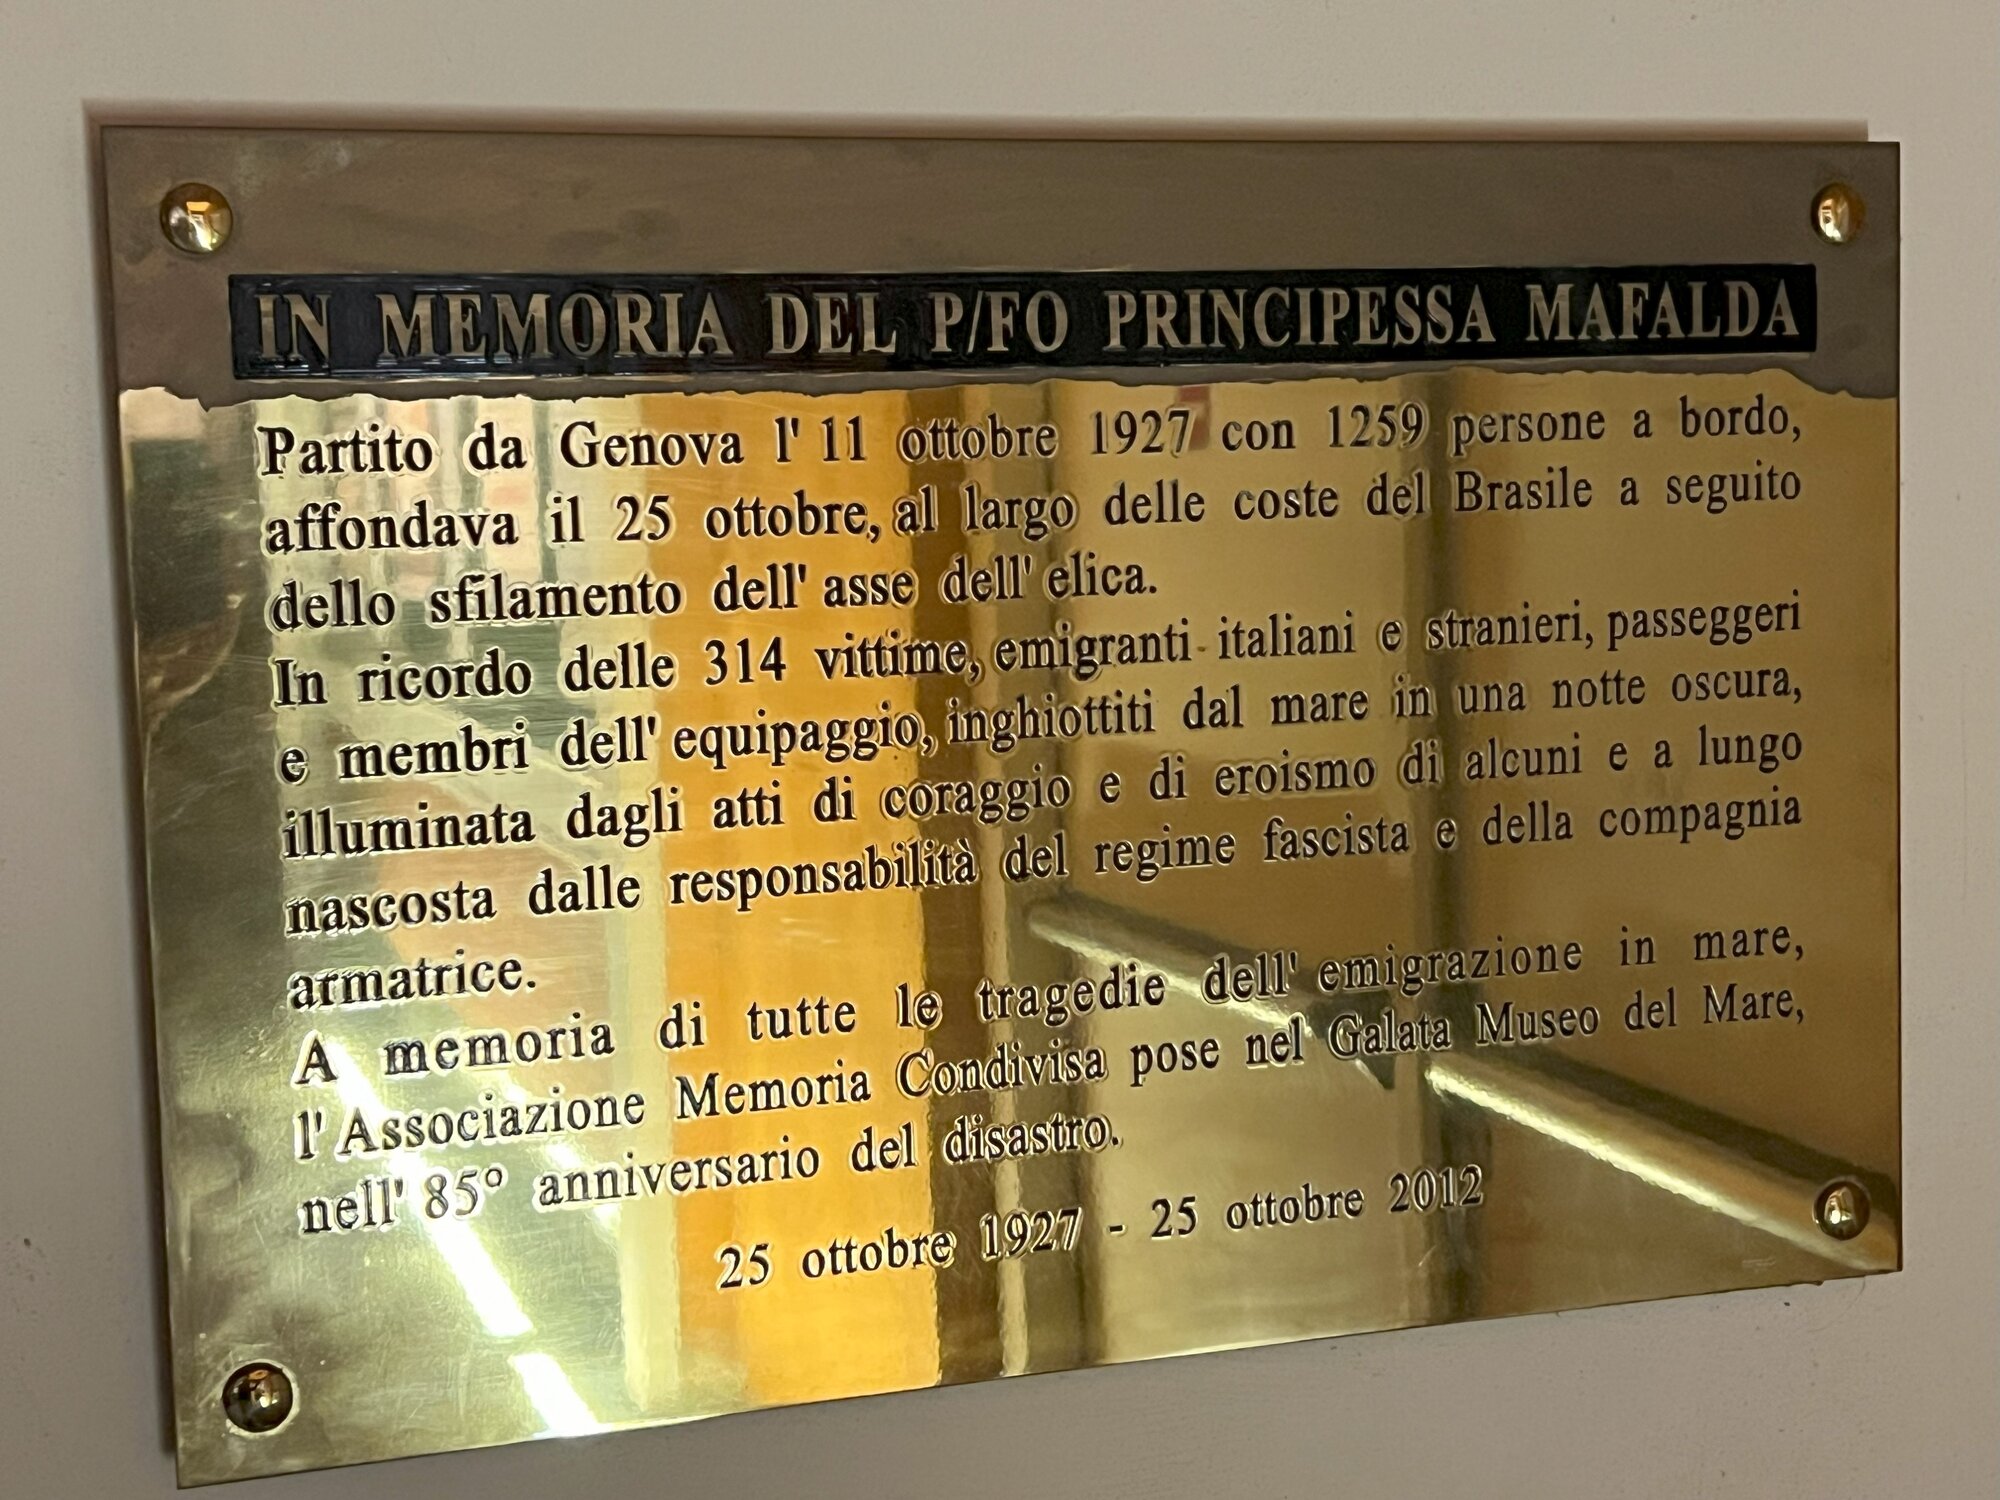 IN MEMORIA DEL P/FO PRINCIPESSA MAFALDA
Partito da Genova l' 11 ottobre 1927 con 1259 persone a bordo,
affondava il 25 ottobre, al largo delle coste del Brasile a seguito
dello sfilamento dell' asse dell' elica.
In ricordo delle 314 vittime, emigranti italiani e stranieri, passeggeri
e membri dell' equipaggio, inghiottiti dal mare in una notte oscura,
illuminata dagli atti di coraggio e di eroismo di alcuni e a lungo
nascosta dalle responsabilità del regime fascista e della compagnia
armatrice.
A memoria di tutte le tragedie dell' emigrazione in mare,
l' Associazione Memoria Condivisa pose nel Galata Museo del Mare,
nell' 85° anniversario del disastro.
25 ottobre 1927 - 25 ottobre 2012